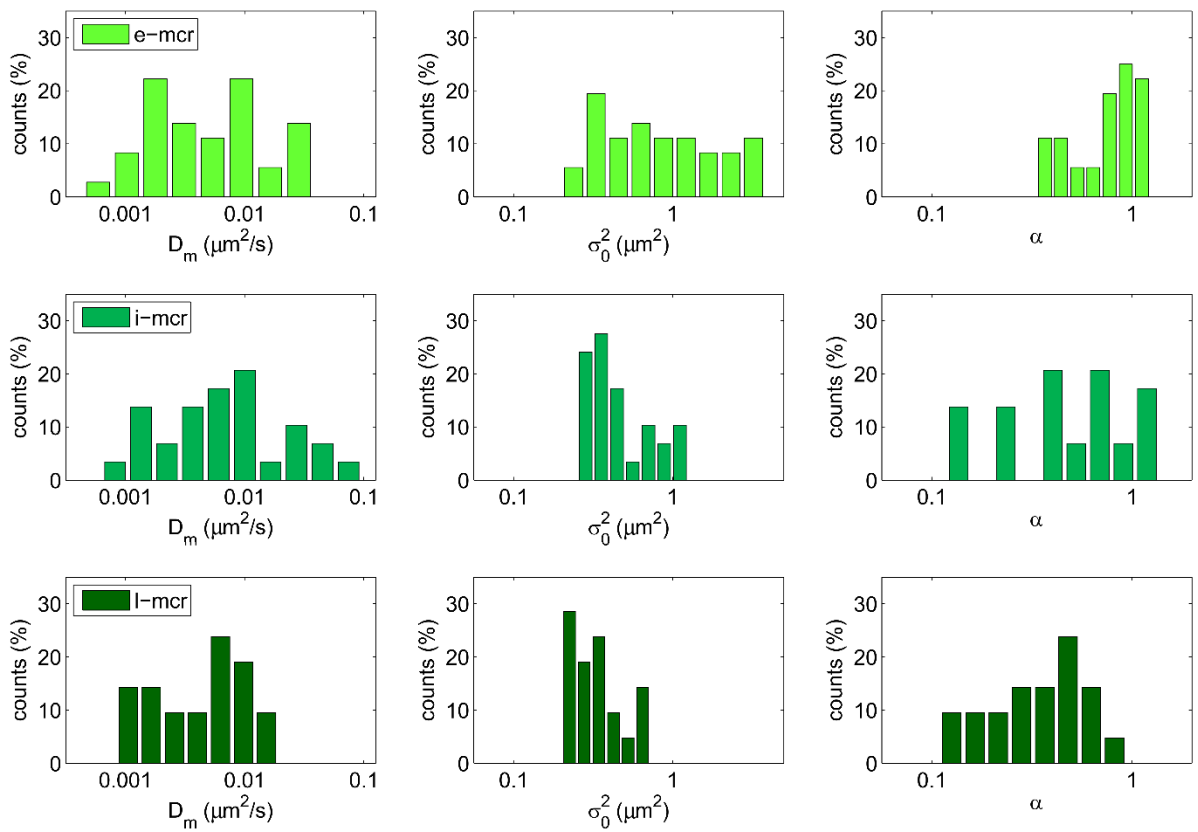 30
20
10
0
counts (%)
e−mcr
0.001 0.01 0.1
D_m (μm²/s)
30
20
10
0
counts (%)
0.1 1
σ₀² (μm²)
30
20
10
0
counts (%)
0.1 1
α
30
20
10
0
counts (%)
i−mcr
0.001 0.01 0.1
D_m (μm²/s)
30
20
10
0
counts (%)
0.1 1
σ₀² (μm²)
30
20
10
0
counts (%)
0.1 1
α
30
20
10
0
counts (%)
l−mcr
0.001 0.01 0.1
D_m (μm²/s)
30
20
10
0
counts (%)
0.1 1
σ₀² (μm²)
30
20
10
0
counts (%)
0.1 1
α